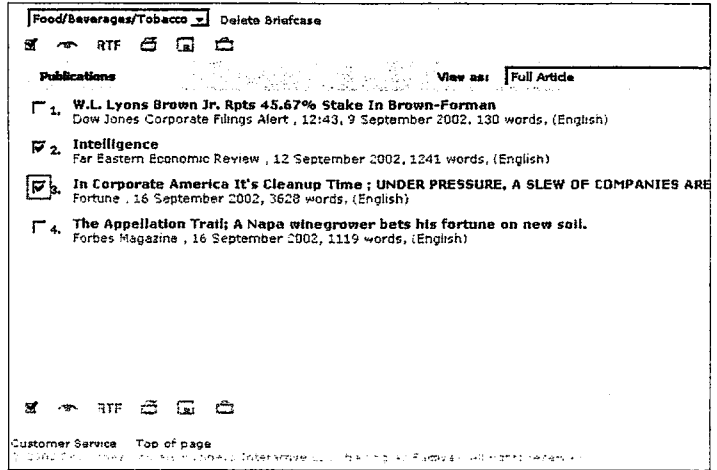 Food/Beverages/Tobacco Delete Briefcase
RTF
Publications View as: Full Article
1. W.L. Lyons Brown Jr. Rpts 45.67% Stake In Brown-Forman
Dow Jones Corporate Filings Alert , 12:43, 9 September 2002, 130 words, (English)
2. Intelligence
Far Eastern Economic Review , 12 September 2002, 1241 words, (English)
3. In Corporate America It's Cleanup Time ; UNDER PRESSURE, A SLEW OF COMPANIES ARE
Fortune , 16 September 2002, 3628 words, (English)
4. The Appellation Trail; A Napa winegrower bets his fortune on new soil.
Forbes Magazine , 16 September 2002, 1119 words, (English)
RTF
Customer Service Top of page